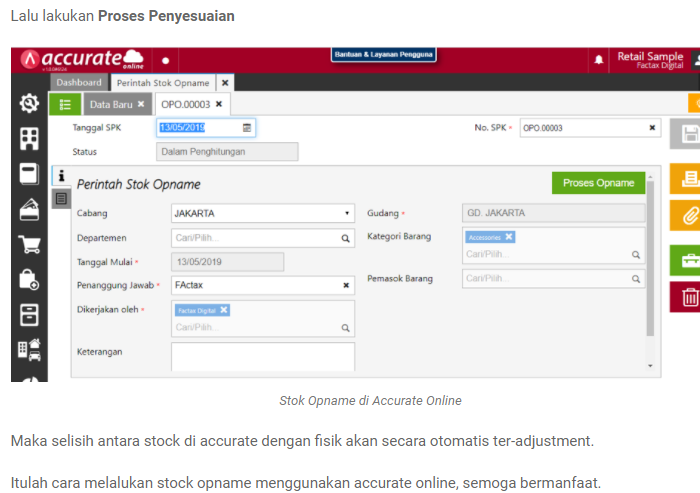 Lalu lakukan Proses Penyesuaian
Bantuan & Layanan Pengguna
accurate
online
Retail Sample
Factax Digital
Dashboard
Perintah Stok Opname
Data Baru
OPO.00003
Tanggal SPK
13/05/2019
No. SPK *
OPO.00003
Status
Dalam Penghitungan
Perintah Stok Opname
Proses Opname
Cabang
JAKARTA
Gudang *
GD. JAKARTA
Departemen
Cari/Pilih...
Kategori Barang
Accessories
Cari/Pilih...
Tanggal Mulai *
13/05/2019
Pemasok Barang
Cari/Pilih...
Penanggung Jawab *
FActax
Dikerjakan oleh *
Factax Digital
Cari/Pilih...
Keterangan
Stok Opname di Accurate Online
Maka selisih antara stock di accurate dengan fisik akan secara otomatis ter-adjustment.
Itulah cara melalukan stock opname menggunakan accurate online, semoga bermanfaat.